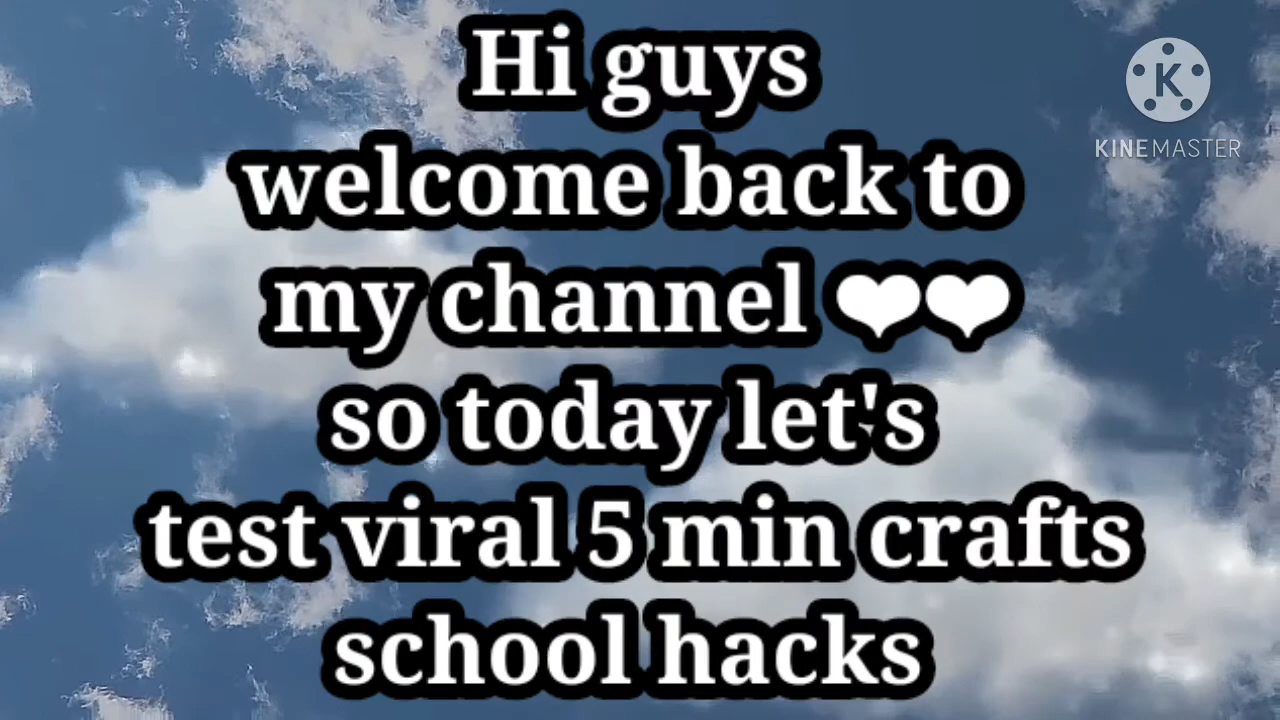 Hi guys
welcome back to
my channel ❤❤
so today let's
test viral 5 min crafts
school hacks
K
KINEMASTER